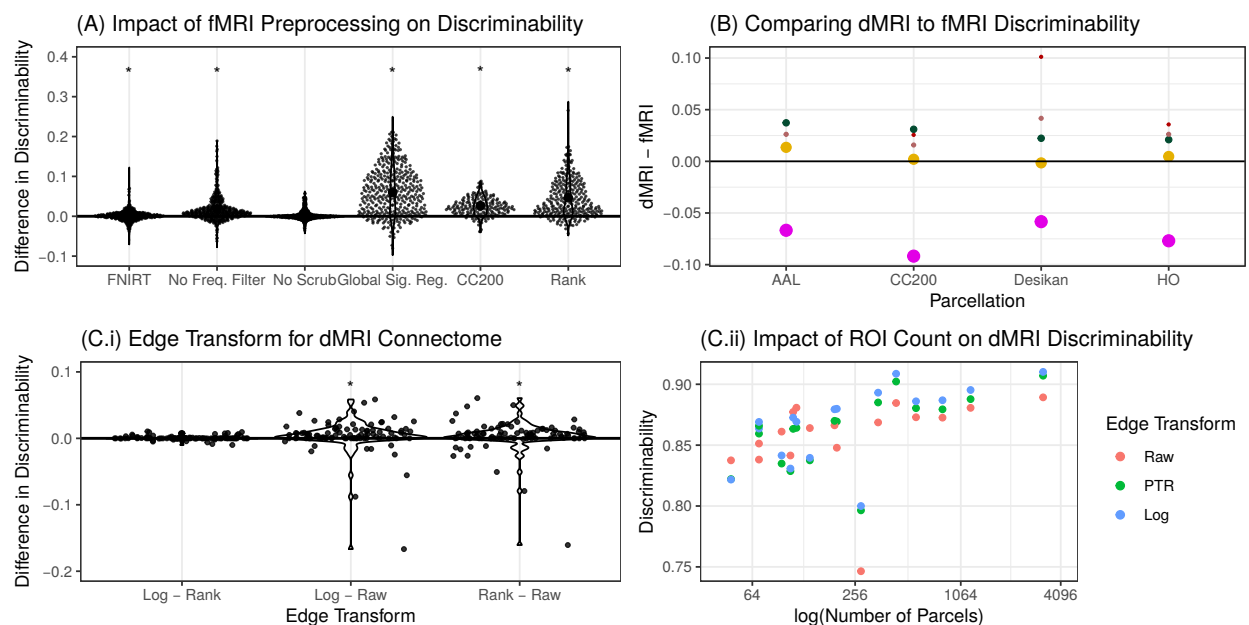 (A) Impact of fMRI Preprocessing on Discriminability
Difference in Discriminability
0.4
0.3
0.2
0.1
0.0
−0.1
* * * * *
FNIRT No Freq. Filter No Scrub Global Sig. Reg. CC200 Rank
(B) Comparing dMRI to fMRI Discriminability
dMRI − fMRI
0.10
0.05
0.00
−0.05
−0.10
AAL CC200 Desikan HO
Parcellation
(C.i) Edge Transform for dMRI Connectome
Difference in Discriminability
0.1
0.0
−0.1
−0.2
* *
Log − Rank Log − Raw Rank − Raw
Edge Transform
(C.ii) Impact of ROI Count on dMRI Discriminability
Discriminability
0.90
0.85
0.80
0.75
64 256 1064 4096
log(Number of Parcels)
Edge Transform
Raw
PTR
Log